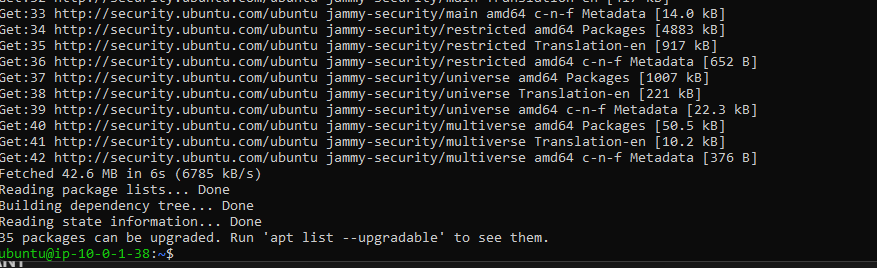 Get:33 http://security.ubuntu.com/ubuntu jammy-security/main amd64 c-n-f Metadata [14.0 kB]
Get:34 http://security.ubuntu.com/ubuntu jammy-security/restricted amd64 Packages [4883 kB]
Get:35 http://security.ubuntu.com/ubuntu jammy-security/restricted Translation-en [917 kB]
Get:36 http://security.ubuntu.com/ubuntu jammy-security/restricted amd64 c-n-f Metadata [652 B]
Get:37 http://security.ubuntu.com/ubuntu jammy-security/universe amd64 Packages [1007 kB]
Get:38 http://security.ubuntu.com/ubuntu jammy-security/universe Translation-en [221 kB]
Get:39 http://security.ubuntu.com/ubuntu jammy-security/universe amd64 c-n-f Metadata [22.3 kB]
Get:40 http://security.ubuntu.com/ubuntu jammy-security/multiverse amd64 Packages [50.5 kB]
Get:41 http://security.ubuntu.com/ubuntu jammy-security/multiverse Translation-en [10.2 kB]
Get:42 http://security.ubuntu.com/ubuntu jammy-security/multiverse amd64 c-n-f Metadata [376 B]
Fetched 42.6 MB in 6s (6785 kB/s)
Reading package lists... Done
Building dependency tree... Done
Reading state information... Done
35 packages can be upgraded. Run 'apt list --upgradable' to see them.
ubuntu@ip-10-0-1-38:~$